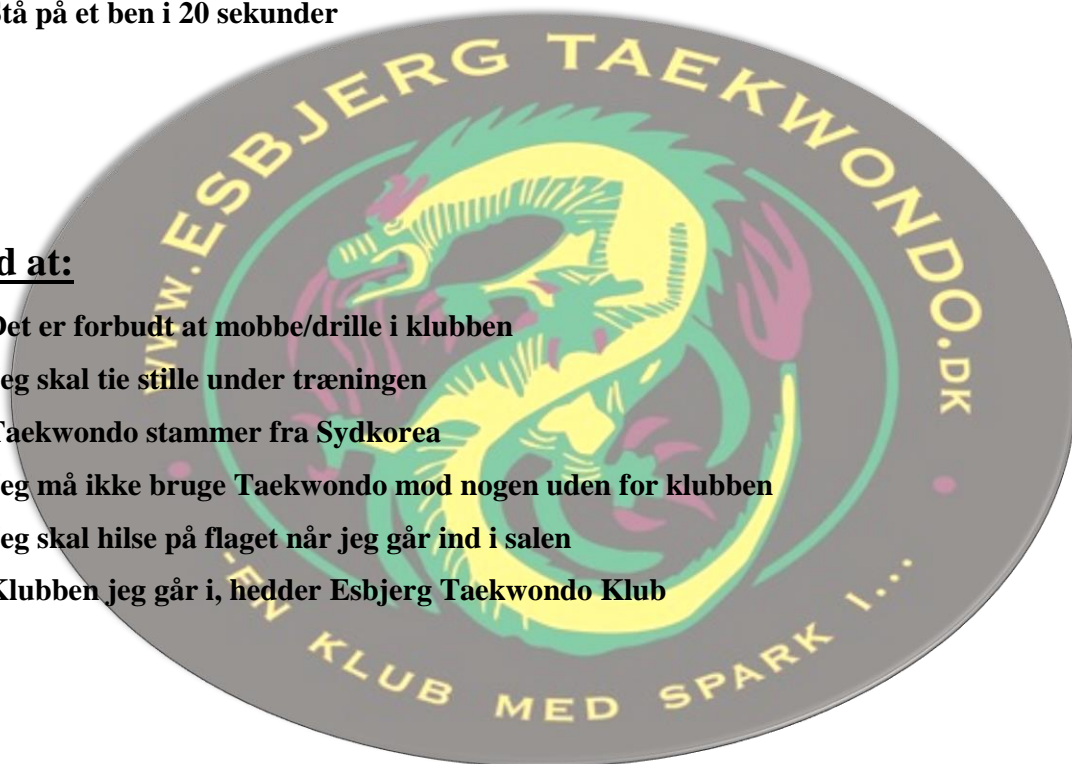 tå på et ben i 20 sekunder
www.ESBJERG TAEKWONDO.DK
d at:
Det er forbudt at mobbe/drille i klubben
eg skal tie stille under træningen
Taekwondo stammer fra Sydkorea
eg må ikke bruge Taekwondo mod nogen uden for klubben
eg skal hilse på flaget når jeg går ind i salen
Klubben jeg går i, hedder Esbjerg Taekwondo Klub
-EN KLUB MED SPARK I...